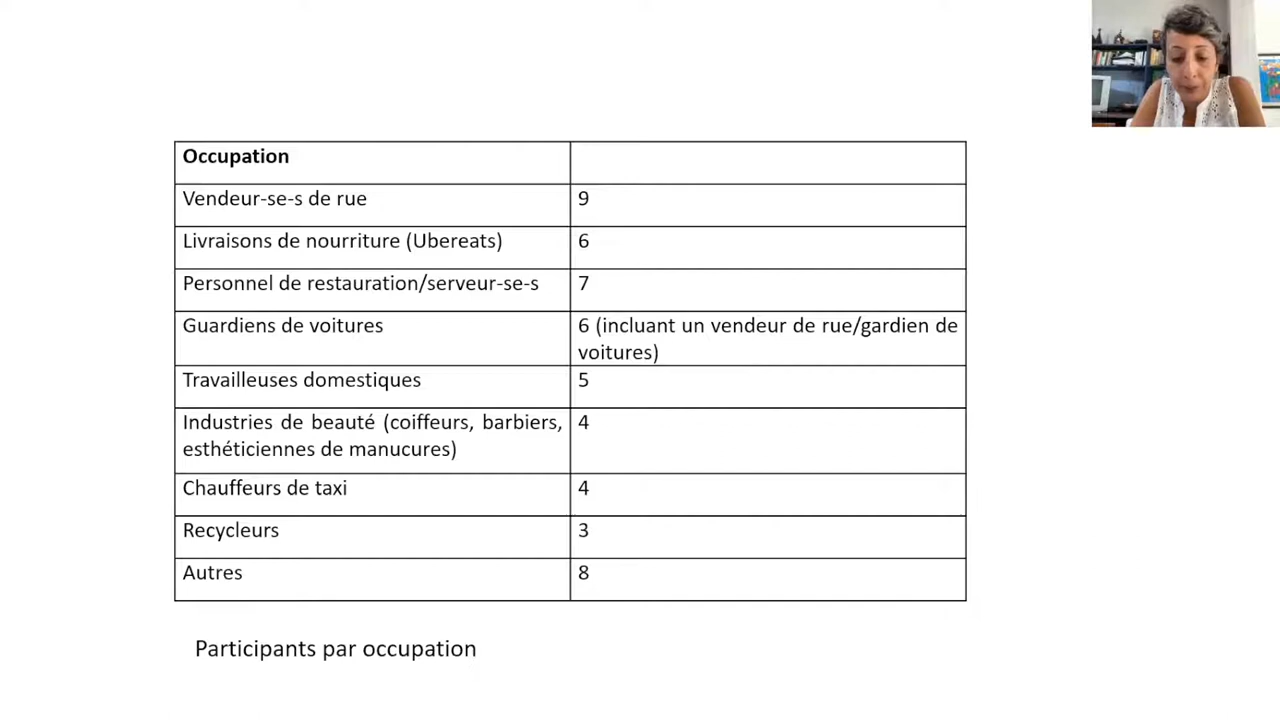 Occupation
Vendeur-se-s de rue
9
Livraisons de nourriture (Ubereats)
6
Personnel de restauration/serveur-se-s
7
Guardiens de voitures
6 (incluant un vendeur de rue/gardien de
voitures)
Travailleuses domestiques
5
Industries de beauté (coiffeurs, barbiers,
esthéticiennes de manucures)
4
Chauffeurs de taxi
4
Recycleurs
3
Autres
8
Participants par occupation